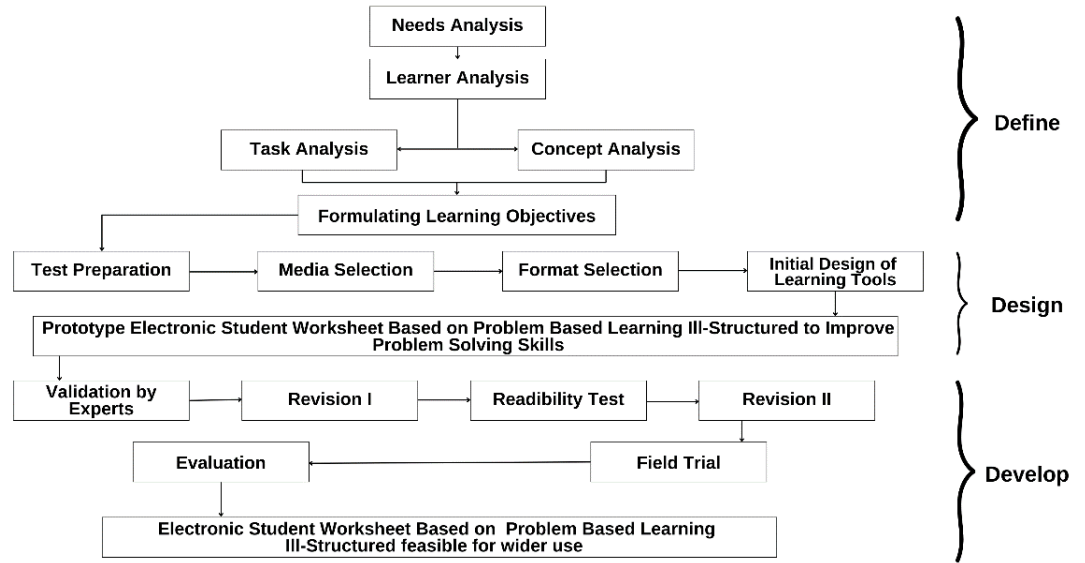 Needs Analysis
Learner Analysis
Define
Task Analysis
Concept Analysis
Formulating Learning Objectives
Test Preparation
Media Selection
Format Selection
Initial Design of
Learning Tools
Design
Prototype Electronic Student Worksheet Based on Problem Based Learning Ill-Structured to Improve
Problem Solving Skills
Validation by
Experts
Revision I
Readibility Test
Revision II
Evaluation
Field Trial
Develop
Electronic Student Worksheet Based on Problem Based Learning
Ill-Structured feasible for wider use